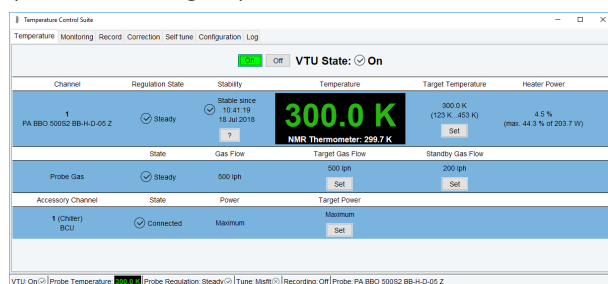 Temperature Control Suite
Temperature Monitoring Record Correction Self tune Configuration Log
On Off VTU State: On
Channel Regulation State Stability Temperature Target Temperature Heater Power
1
PA BBO 500S2 BB-H-D-05 Z
Steady
Stable since
10:41:19
18 Jul 2018
?
300.0 K
NMR Thermometer: 299.7 K
300.0 K
(123 K...453 K)
Set
4.5 %
(max. 44.3 % of 203.7 W)
State Gas Flow Target Gas Flow Standby Gas Flow
Probe Gas Steady 500 lph
500 lph
Set
200 lph
Set
Accessory Channel State Power Target Power
1 (Chiller)
BCU
Connected
Maximum
Maximum
Set
VTU: On Probe Temperature: 300.0 K Probe Regulation: Steady Tune: Misfit Recording: Off Probe: PA BBO 500S2 BB-H-D-05 Z